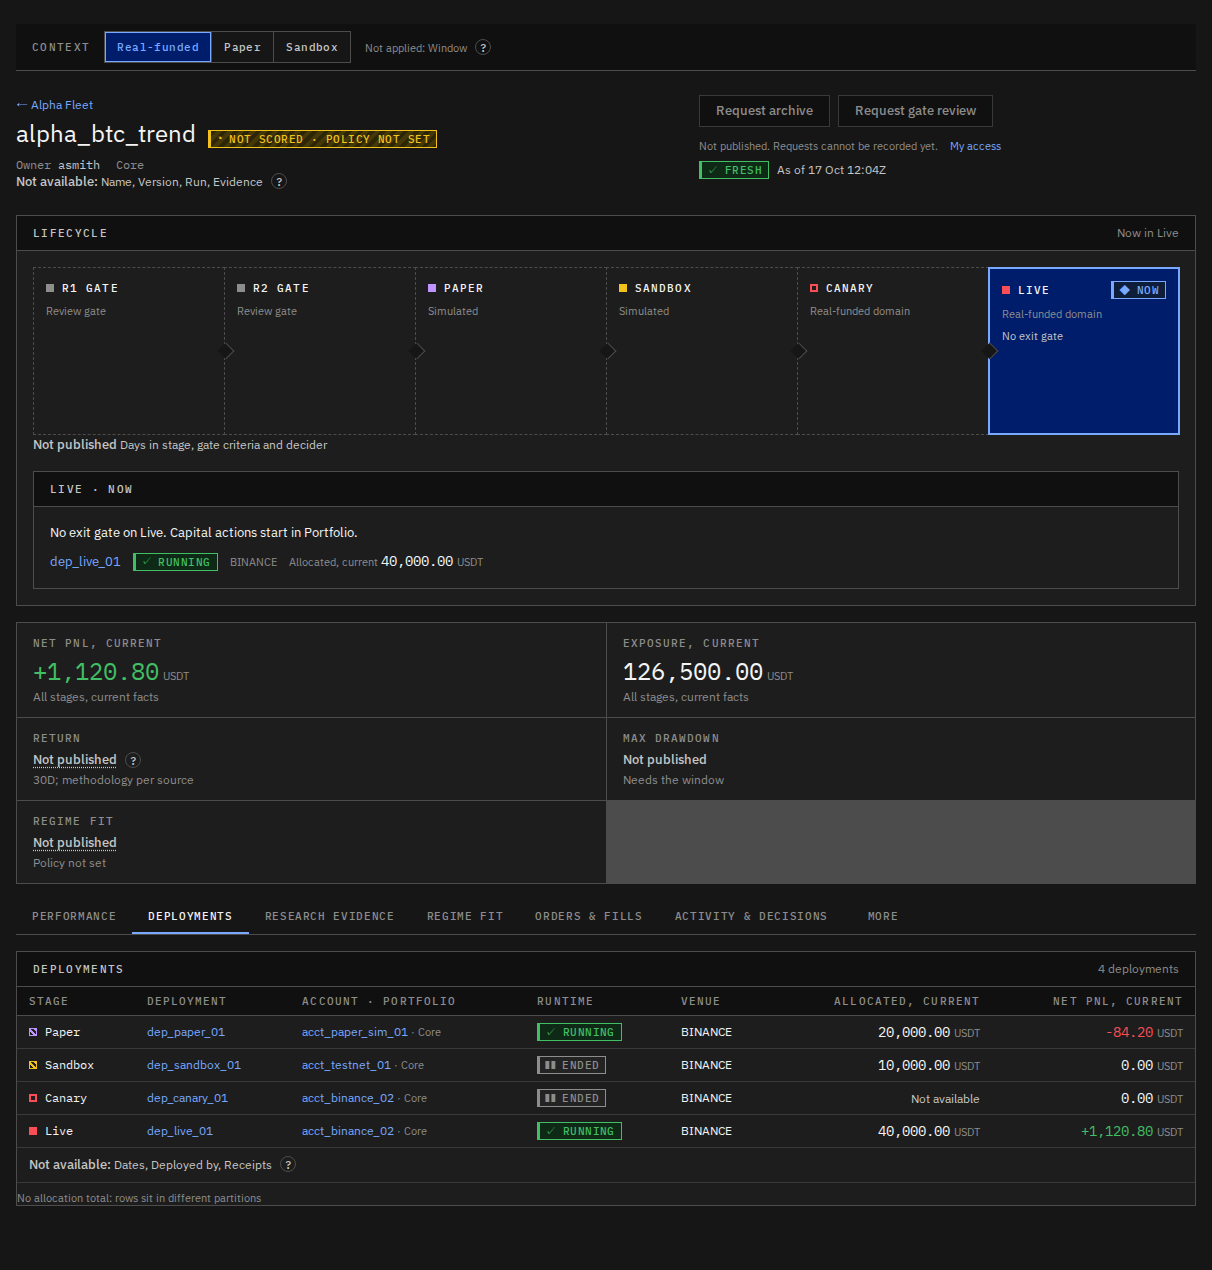 CONTEXT Real-funded Paper Sandbox Not applied: Window ?
← Alpha Fleet
Request archive Request gate review
alpha_btc_trend NOT SCORED · POLICY NOT SET
Not published. Requests cannot be recorded yet. My access
Owner asmith Core
✓ FRESH As of 17 Oct 12:04Z
Not available: Name, Version, Run, Evidence ?
LIFECYCLE Now in Live
R1 GATE
Review gate
R2 GATE
Review gate
PAPER
Simulated
SANDBOX
Simulated
CANARY
Real-funded domain
LIVE ◆ NOW
Real-funded domain
No exit gate
Not published Days in stage, gate criteria and decider
LIVE · NOW
No exit gate on Live. Capital actions start in Portfolio.
dep_live_01 ✓ RUNNING BINANCE Allocated, current 40,000.00 USDT
NET PNL, CURRENT
+1,120.80 USDT
All stages, current facts
EXPOSURE, CURRENT
126,500.00 USDT
All stages, current facts
RETURN
Not published ?
30D; methodology per source
MAX DRAWDOWN
Not published
Needs the window
REGIME FIT
Not published
Policy not set
PERFORMANCE DEPLOYMENTS RESEARCH EVIDENCE REGIME FIT ORDERS & FILLS ACTIVITY & DECISIONS MORE
DEPLOYMENTS 4 deployments
STAGE DEPLOYMENT ACCOUNT · PORTFOLIO RUNTIME VENUE ALLOCATED, CURRENT NET PNL, CURRENT
Paper dep_paper_01 acct_paper_sim_01 · Core ✓ RUNNING BINANCE 20,000.00 USDT -84.20 USDT
Sandbox dep_sandbox_01 acct_testnet_01 · Core ENDED BINANCE 10,000.00 USDT 0.00 USDT
Canary dep_canary_01 acct_binance_02 · Core ENDED BINANCE Not available 0.00 USDT
Live dep_live_01 acct_binance_02 · Core ✓ RUNNING BINANCE 40,000.00 USDT +1,120.80 USDT
Not available: Dates, Deployed by, Receipts ?
No allocation total: rows sit in different partitions